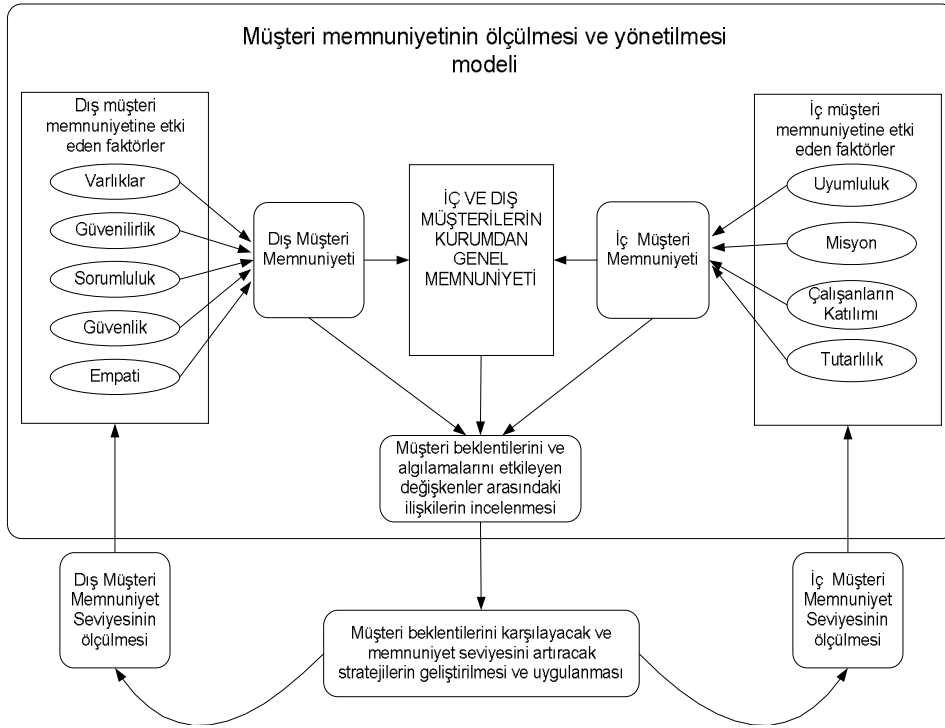 Müşteri memnuniyetinin ölçülmesi ve yönetilmesi
modeli
Dış müşteri
memnuniyetine etki
eden faktörler
Varlıklar
Güvenilirlik
Sorumluluk
Güvenlik
Empati
Dış Müşteri
Memnuniyeti
İÇ VE DIŞ
MÜŞTERİLERİN
KURUMDAN
GENEL
MEMNUNİYETİ
İç Müşteri
Memnuniyeti
İç müşteri
memnuniyetine etki
eden faktörler
Uyumluluk
Misyon
Çalışanların
Katılımı
Tutarlılık
Müşteri beklentilerini ve
algılamalarını etkileyen
değişkenler arasındaki
ilişkilerin incelenmesi
Dış Müşteri
Memnuniyet
Seviyesinin
ölçülmesi
Müşteri beklentilerini karşılayacak ve
memnuniyet seviyesini artıracak
stratejilerin geliştirilmesi ve uygulanması
İç Müşteri
Memnuniyet
Seviyesinin
ölçülmesi